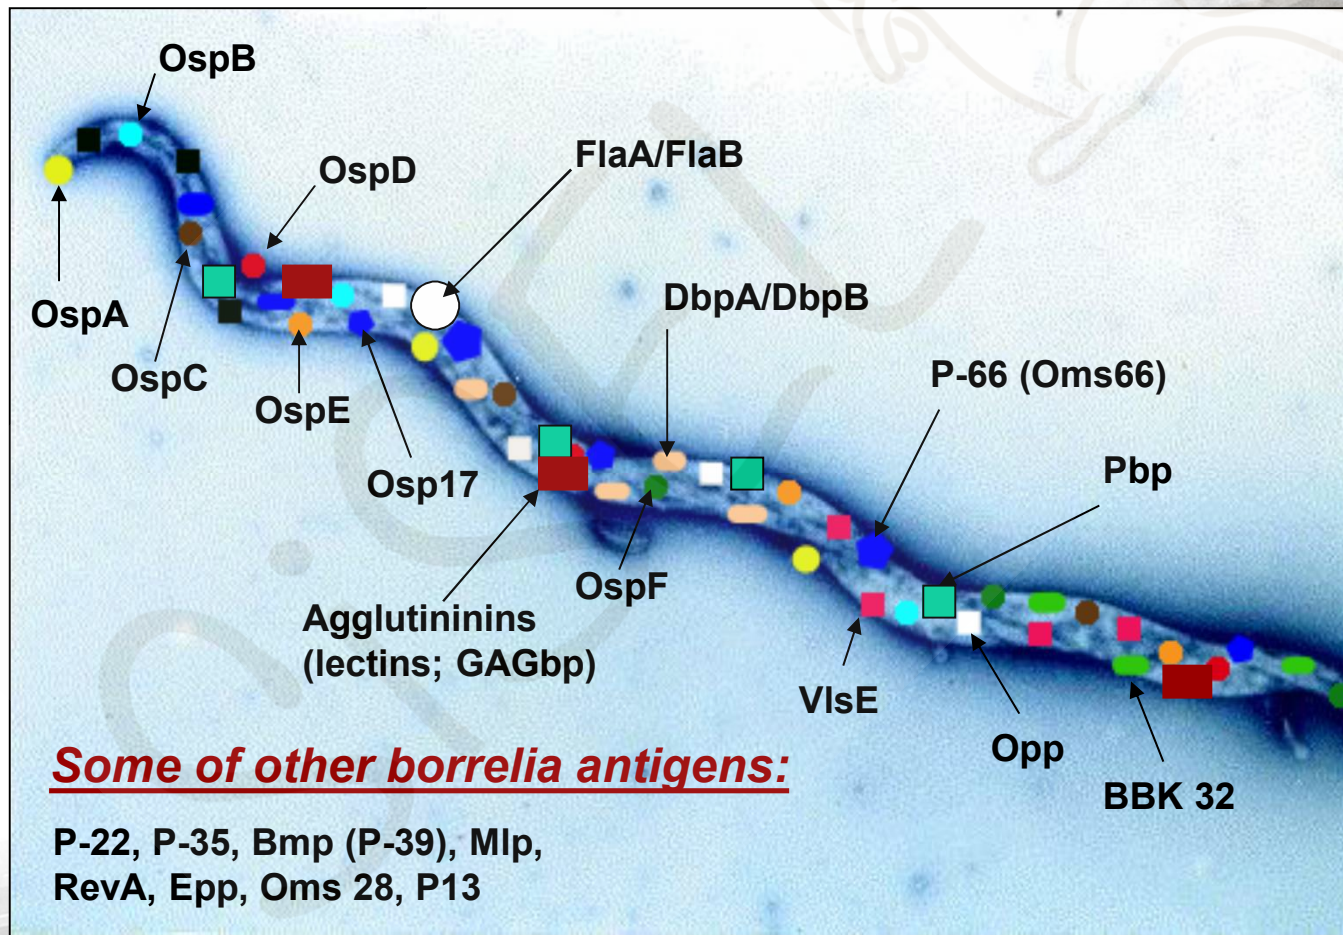 OspB
OspD
FlaA/FlaB
OspA
DbpA/DbpB
OspC
OspE
P-66 (Oms66)
Osp17
Pbp
OspF
Agglutininins
(lectins; GAGbp)
VlsE
Opp
BBK 32
Some of other borrelia antigens:
P-22, P-35, Bmp (P-39), Mlp,
RevA, Epp, Oms 28, P13